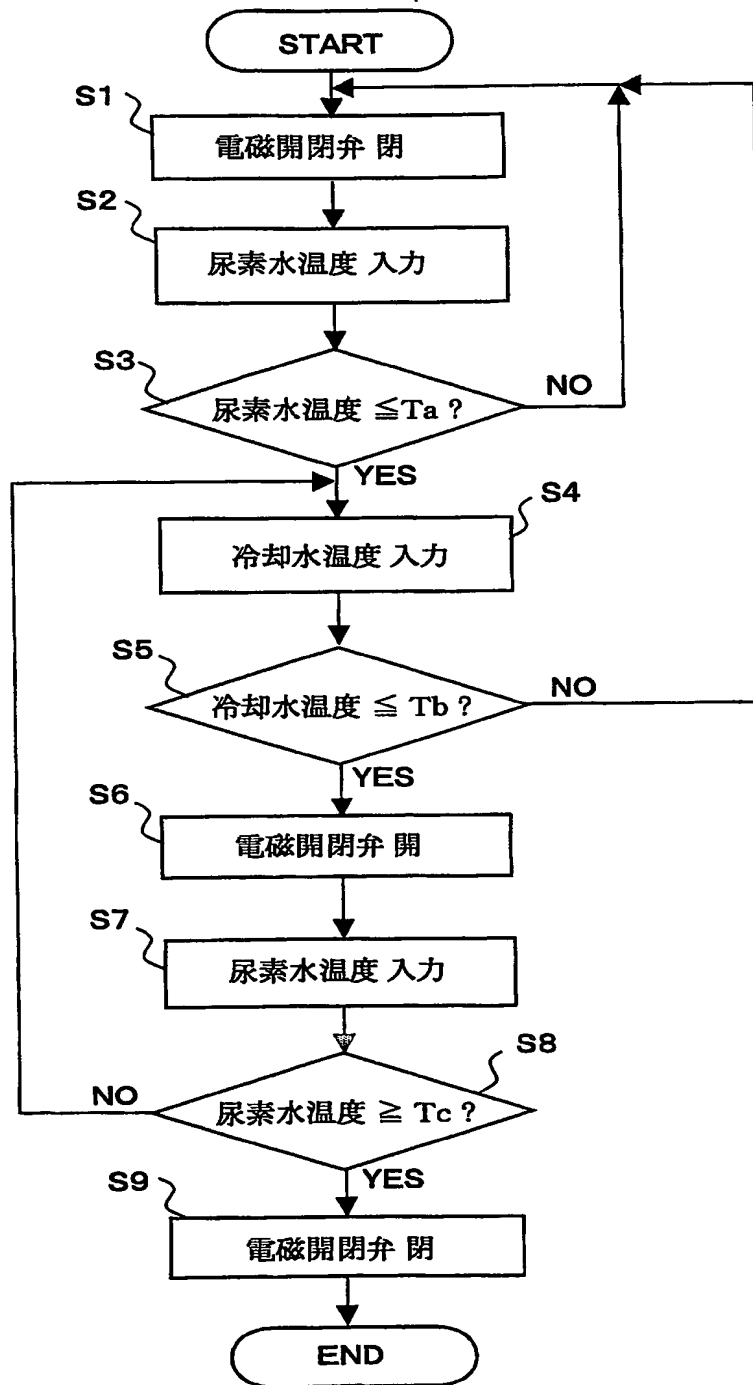 START
S1
電磁開閉弁 閉
S2
尿素水温度 入力
S3
尿素水温度 ≦Ta ?
NO
YES
S4
冷却水温度 入力
S5
冷却水温度 ≦ Tb ?
NO
YES
S6
電磁開閉弁 開
S7
尿素水温度 入力
S8
尿素水温度 ≧ Tc ?
NO
YES
S9
電磁開閉弁 閉
END